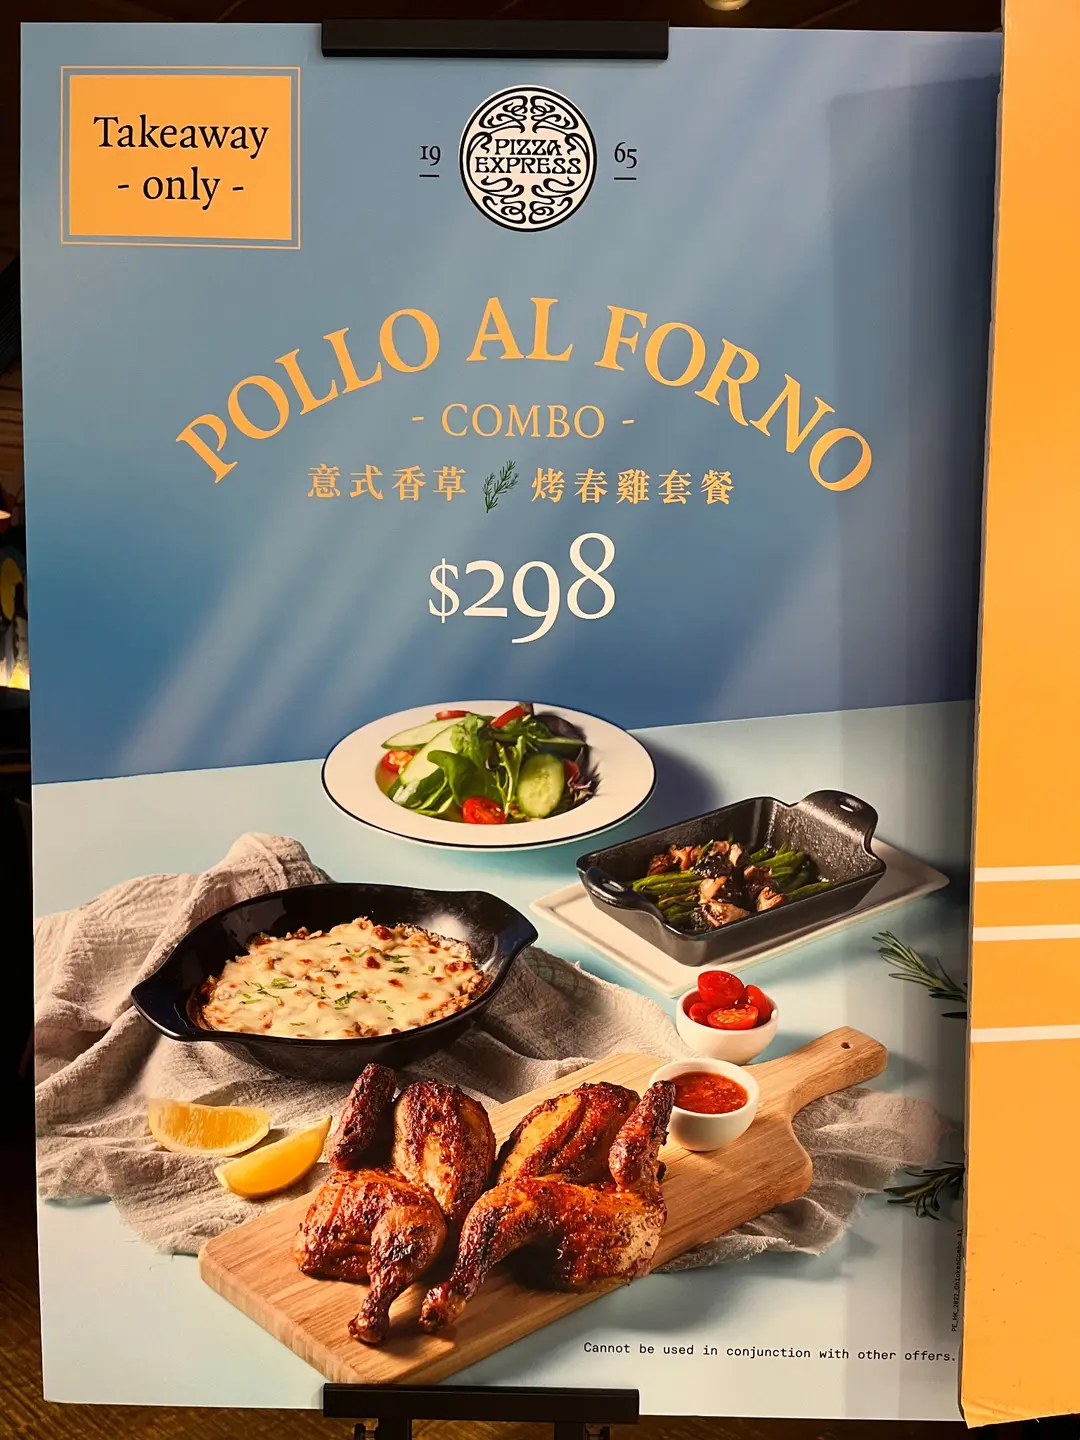 Takeaway
- only -
19
PIZZA
EXPRESS
65
POLLO AL FORNO
- COMBO -
意式香草 烤春雞套餐
$298
Cannot be used in conjunction with other offers.
PE_HK_2022_ChickenCombo_A1